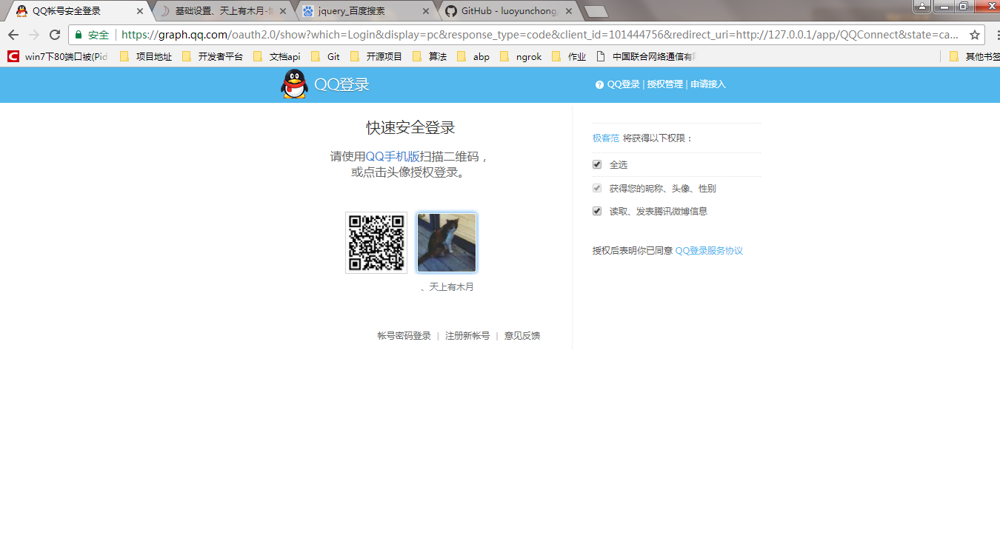 QQ帐号安全登录
基础设置、天上有木月-
jquery_百度搜索
GitHub - luoyunchong
安全 https://graph.qq.com/oauth2.0/show?which=Login&display=pc&response_type=code&client_id=101444756&redirect_uri=http://127.0.0.1/app/QQConnect&state=ca...
win7下80端口被(Pid 项目地址 开发者平台 文档api Git 开源项目 算法 abp ngrok 作业 中国联合网络通信有 其他书签
QQ登录
QQ登录 | 授权管理 | 申请接入
快速安全登录
请使用QQ手机版扫描二维码，
或点击头像授权登录。
、天上有木月
帐号密码登录 | 注册新帐号 | 意见反馈
极客范 将获得以下权限：
全选
获得您的昵称、头像、性别
读取、发表腾讯微博信息
授权后表明你已同意 QQ登录服务协议